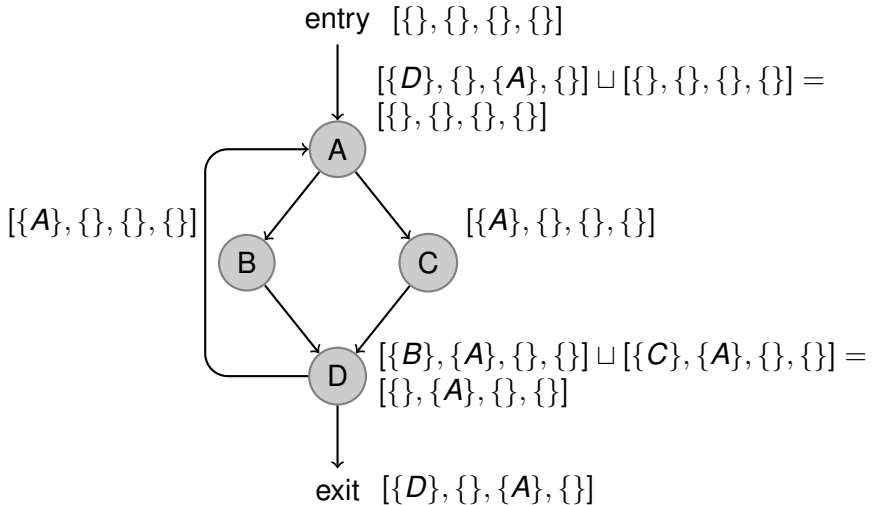 entry [{}, {}, {}, {}]
[{D}, {}, {A}, {}] ⊔ [{}, {}, {}, {}] =
[{}, {}, {}, {}]
A
[{A}, {}, {}, {}]
[{A}, {}, {}, {}]
B
C
[{B}, {A}, {}, {}] ⊔ [{C}, {A}, {}, {}] =
D
[{}, {A}, {}, {}]
exit [{D}, {}, {A}, {}]